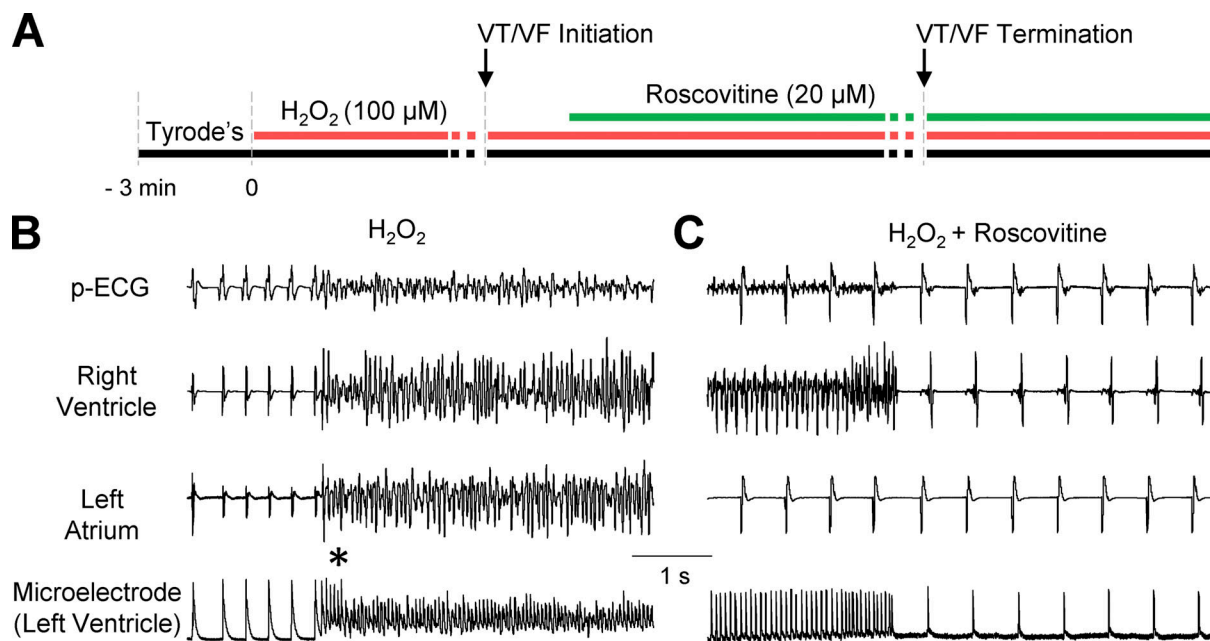 A
VT/VF Initiation
VT/VF Termination
Tyrode's
H₂O₂ (100 µM)
Roscovitine (20 µM)
- 3 min
0
B
H₂O₂
C
H₂O₂ + Roscovitine
p-ECG
Right
Ventricle
Left
Atrium
*
1 s
Microelectrode
(Left Ventricle)